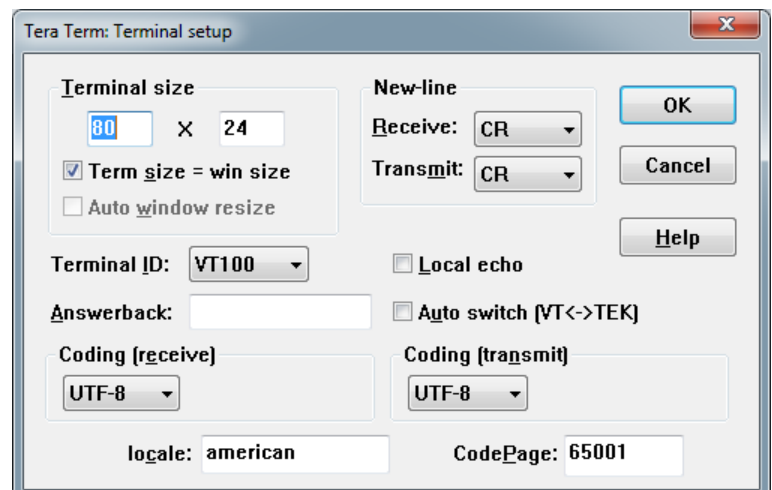 Tera Term: Terminal setup
Terminal size
80 X 24
Term size = win size
Auto window resize
New-line
Receive: CR
Transmit: CR
OK
Cancel
Help
Terminal ID: VT100
Local echo
Answerback:
Auto switch (VT<->TEK)
Coding (receive)
UTF-8
Coding (transmit)
UTF-8
locale: american
CodePage: 65001